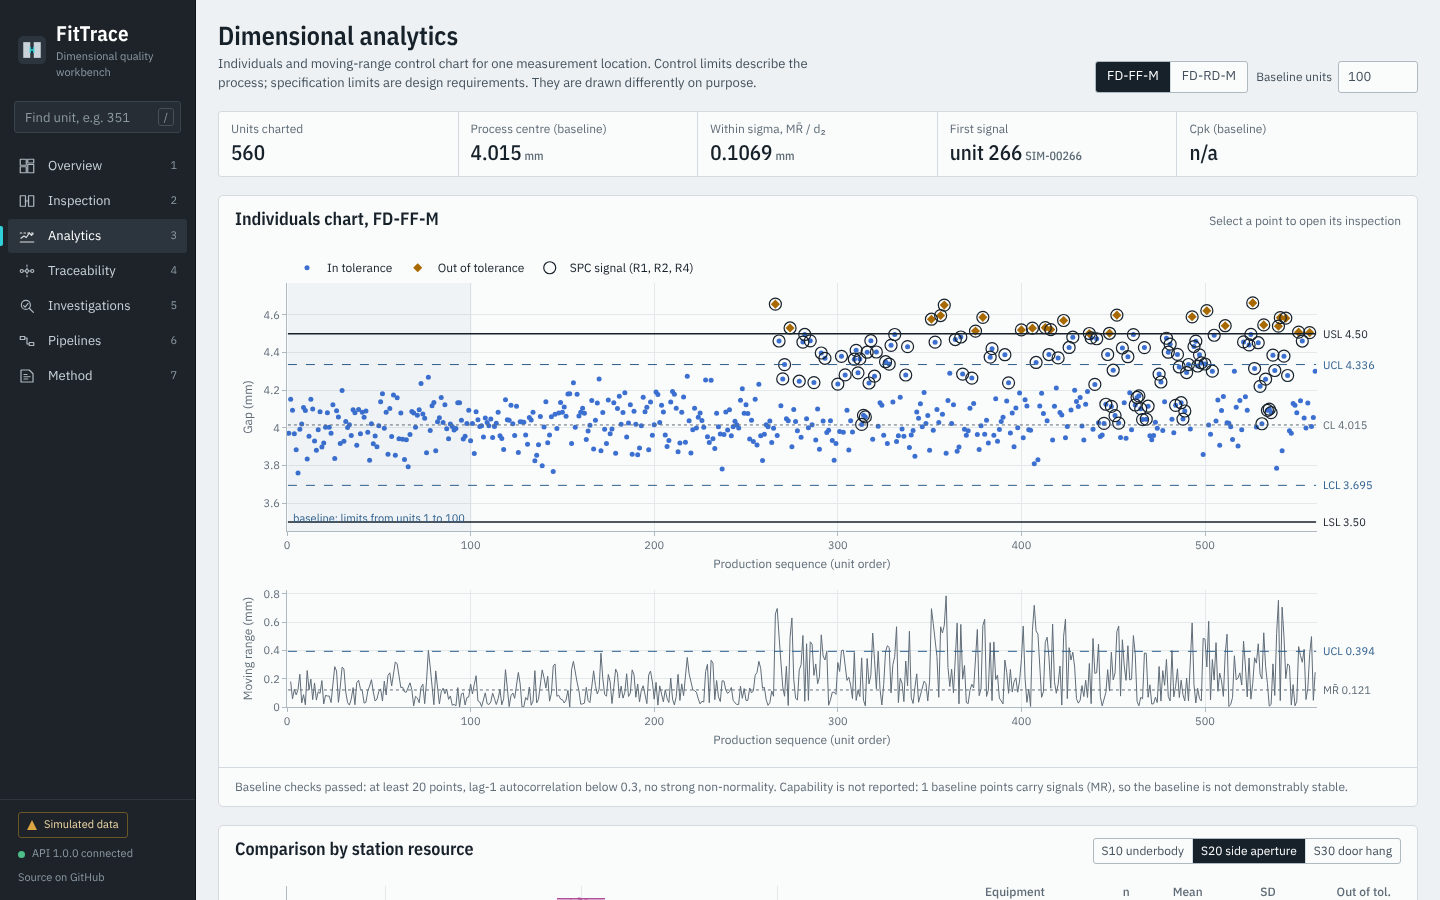 FitTrace
Dimensional quality
workbench
Find unit, e.g. 351
/
Overview 1
Inspection 2
Analytics 3
Traceability 4
Investigations 5
Pipelines 6
Method 7
Simulated data
API 1.0.0 connected
Source on GitHub
Dimensional analytics
Individuals and moving-range control chart for one measurement location. Control limits describe the
process; specification limits are design requirements. They are drawn differently on purpose.
FD-FF-M
FD-RD-M
Baseline units
100
Units charted
560
Process centre (baseline)
4.015 mm
Within sigma, MR̄ / d₂
0.1069 mm
First signal
unit 266 SIM-00266
Cpk (baseline)
n/a
Individuals chart, FD-FF-M
Select a point to open its inspection
In tolerance
Out of tolerance
SPC signal (R1, R2, R4)
Gap (mm)
4.6
4.4
4.2
4
3.8
3.6
USL 4.50
UCL 4.336
CL 4.015
LCL 3.695
LSL 3.50
baseline: limits from units 1 to 100
0 100 200 300 400 500
Production sequence (unit order)
Moving range (mm)
0.8
0.6
0.4
0.2
0
UCL 0.394
MR̄ 0.121
0 100 200 300 400 500
Production sequence (unit order)
Baseline checks passed: at least 20 points, lag-1 autocorrelation below 0.3, no strong non-normality. Capability is not reported: 1 baseline points carry signals (MR), so the baseline is not demonstrably stable.
Comparison by station resource
S10 underbody
S20 side aperture
S30 door hang
Equipment n Mean SD Out of tol.